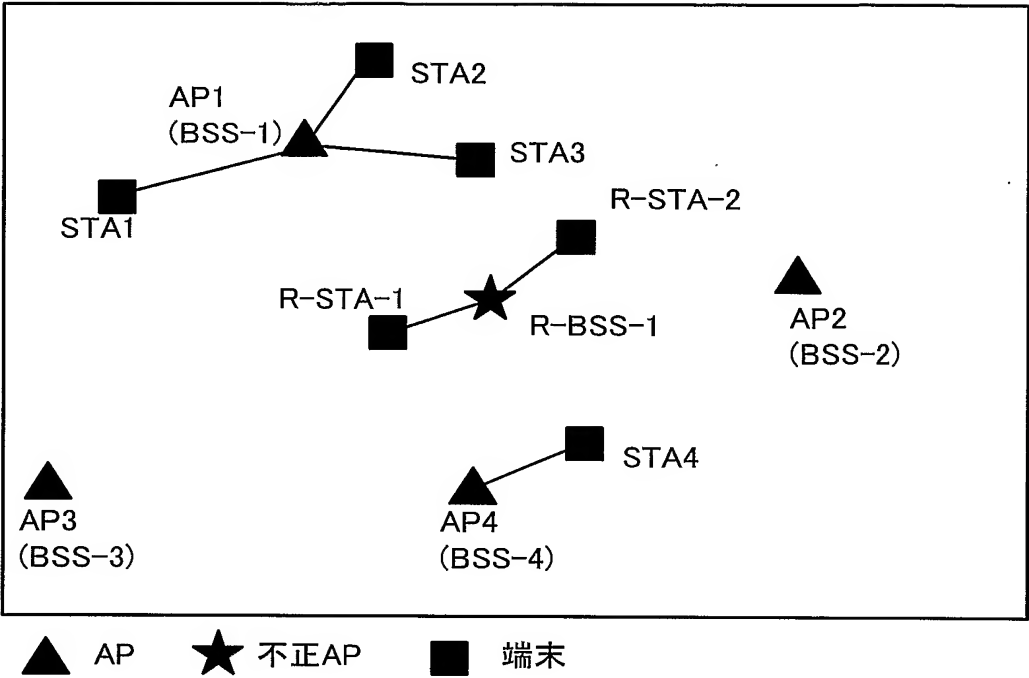 STA2
AP1
(BSS-1)
STA3
STA1
R-STA-2
R-STA-1
R-BSS-1
AP2
(BSS-2)
STA4
AP3
(BSS-3)
AP4
(BSS-4)
AP
不正AP
端末